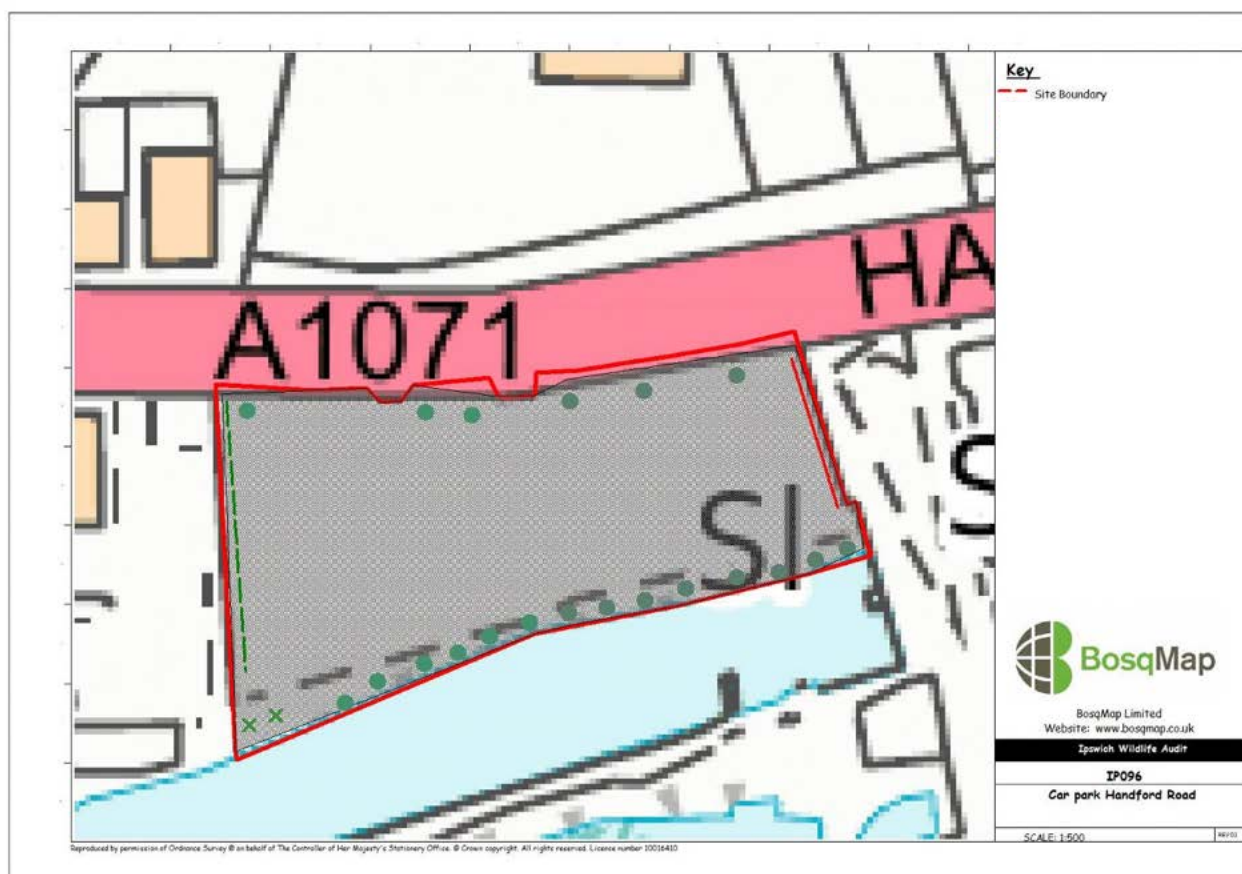 Key
Site Boundary
A1071
HA
Sl
S
BosqMap
BosqMap Limited
Website: www.bosqmap.co.uk
Ipswich Wildlife Audit
IP096
Car park Handford Road
SCALE: 1:500
Reproduced by permission of Ordnance Survey ® on behalf of The Controller of Her Majesty's Stationery Office. © Crown copyright. All rights reserved. Licence number 10016410